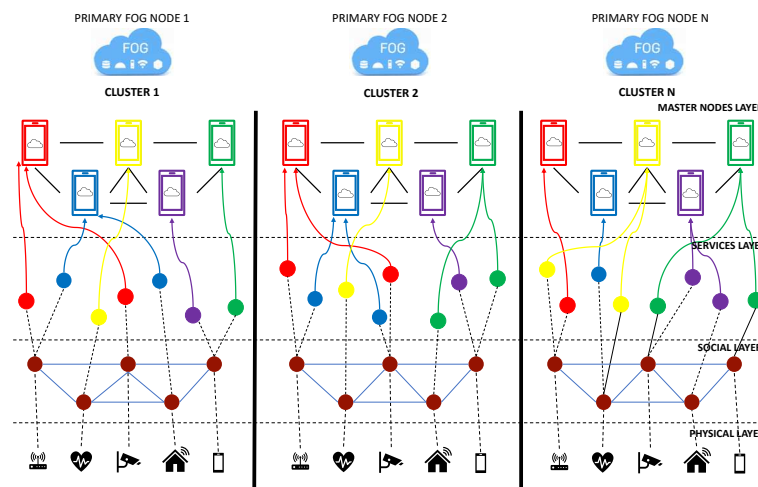 PRIMARY FOG NODE 1
PRIMARY FOG NODE 2
PRIMARY FOG NODE N
FOG
FOG
FOG
CLUSTER 1
CLUSTER 2
CLUSTER N
MASTER NODES LAYE
SERVICES LAYE
SOCIAL LAYE
PHYSICAL LAYE